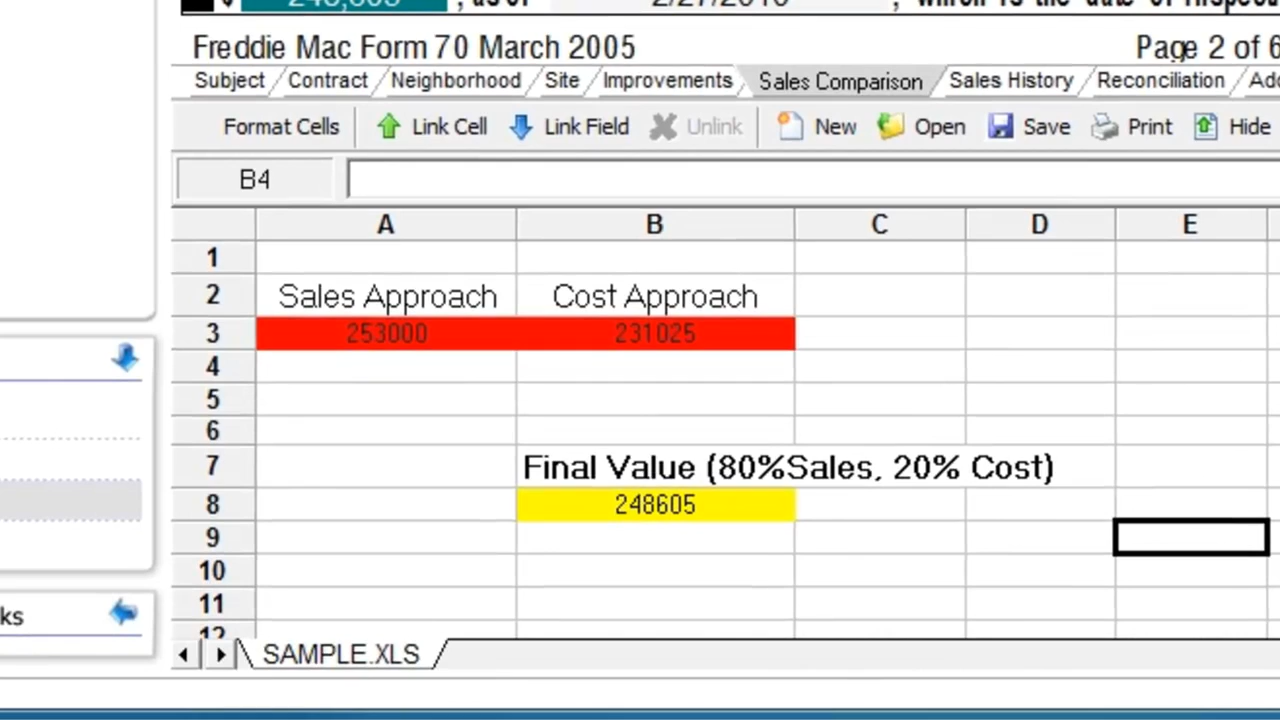 Freddie Mac Form 70 March 2005 Page 2 of 6
Subject Contract Neighborhood Site Improvements Sales Comparison Sales History Reconciliation
Format Cells Link Cell Link Field Unlink New Open Save Print Hide
B4
A B C D E
1
2 Sales Approach Cost Approach
3 253000 231025
4
5
6
7 Final Value (80%Sales, 20% Cost)
8 248605
9
10
11
12
SAMPLE.XLS